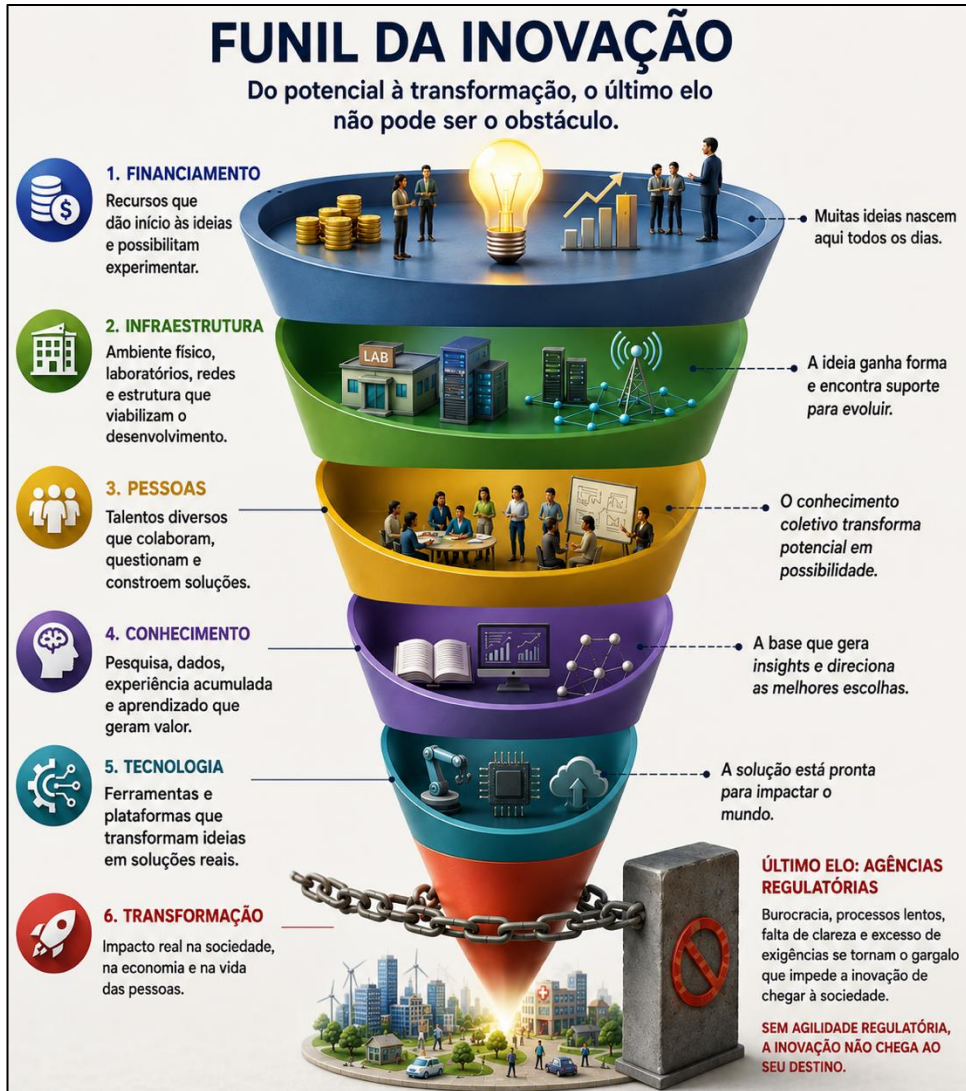 FUNIL DA INOVAÇÃO
Do potencial à transformação, o último elo
não pode ser o obstáculo.
1. FINANCIAMENTO
Recursos que
dão início às ideias
e possibilitam
experimentar.
Muitas ideias nascem
aqui todos os dias.
2. INFRAESTRUTURA
Ambiente físico,
laboratórios, redes
e estrutura que
viabilizam o
desenvolvimento.
LAB
A ideia ganha forma
e encontra suporte
para evoluir.
3. PESSOAS
Talentos diversos
que colaboram,
questionam e
constroem soluções.
O conhecimento
coletivo transforma
potencial em
possibilidade.
4. CONHECIMENTO
Pesquisa, dados,
experiência acumulada
e aprendizado que
geram valor.
A base que gera
insights e direciona
as melhores escolhas.
5. TECNOLOGIA
Ferramentas e
plataformas que
transformam ideias
em soluções reais.
A solução está pronta
para impactar o
mundo.
6. TRANSFORMAÇÃO
Impacto real na sociedade,
na economia e na vida
das pessoas.
ÚLTIMO ELO: AGÊNCIAS
REGULATÓRIAS
Burocracia, processos lentos,
falta de clareza e excesso de
exigências se tornam o gargalo
que impede a inovação de
chegar à sociedade.
SEM AGILIDADE REGULATÓRIA,
A INOVAÇÃO NÃO CHEGA AO
SEU DESTINO.